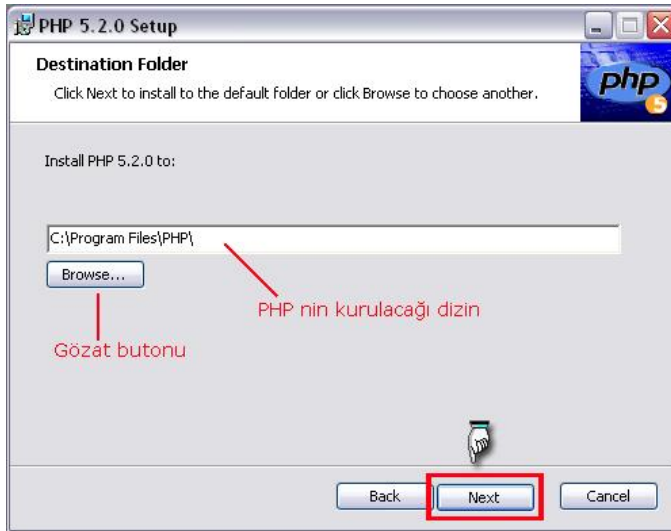 PHP 5.2.0 Setup
Destination Folder
Click Next to install to the default folder or click Browse to choose another.
php
5
Install PHP 5.2.0 to:
C:\Program Files\PHP\
Browse...
PHP nin kurulacağı dizin
Gözat butonu
Back
Next
Cancel